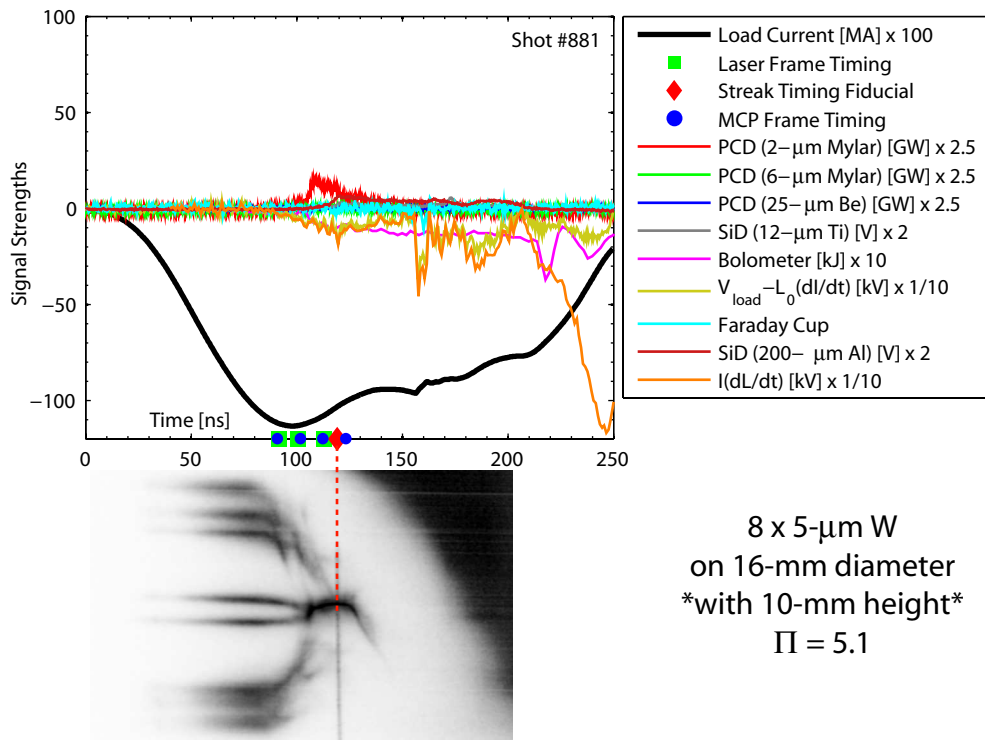 100
50
0
−50
−100
Signal Strengths
Shot #881
Time [ns]
0 50 100 150 200 250
Load Current [MA] x 100
Laser Frame Timing
Streak Timing Fiducial
MCP Frame Timing
PCD (2−μm Mylar) [GW] x 2.5
PCD (6−μm Mylar) [GW] x 2.5
PCD (25−μm Be) [GW] x 2.5
SiD (12−μm Ti) [V] x 2
Bolometer [kJ] x 10
V_load−L_0(dI/dt) [kV] x 1/10
Faraday Cup
SiD (200− μm Al) [V] x 2
I(dL/dt) [kV] x 1/10
8 x 5-μm W
on 16-mm diameter
*with 10-mm height*
Π = 5.1